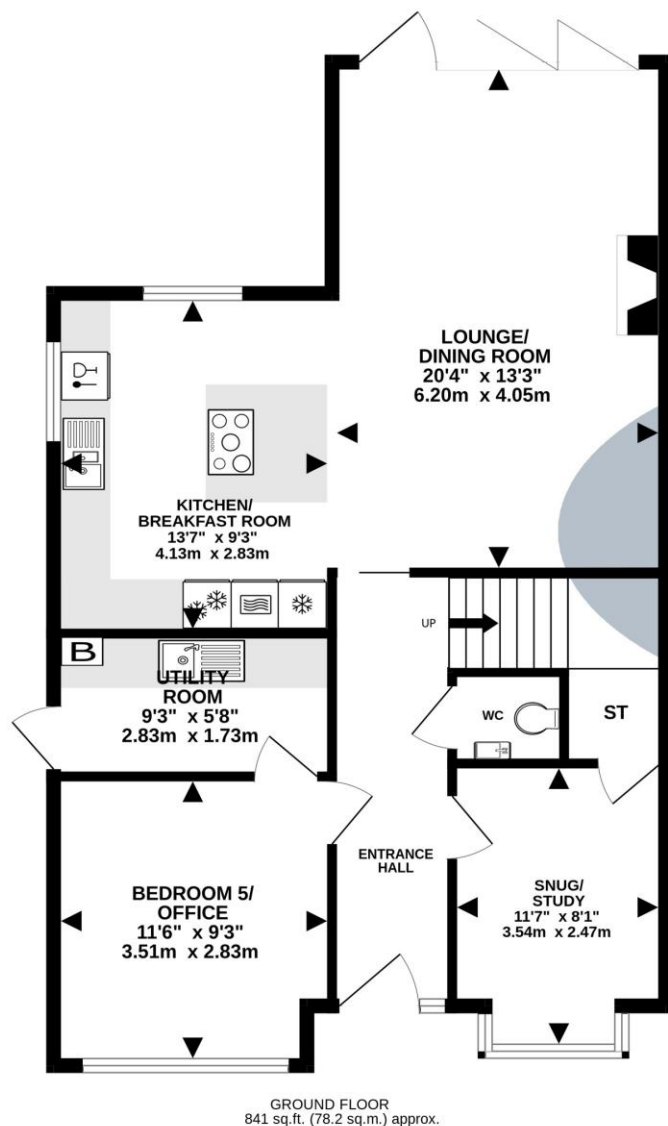 LOUNGE/
DINING ROOM
20'4" x 13'3"
6.20m x 4.05m
KITCHEN/
BREAKFAST ROOM
13'7" x 9'3"
4.13m x 2.83m
UP
B
UTILITY
ROOM
9'3" x 5'8"
2.83m x 1.73m
WC
ST
ENTRANCE
HALL
BEDROOM 5/
OFFICE
11'6" x 9'3"
3.51m x 2.83m
SNUG/
STUDY
11'7" x 8'1"
3.54m x 2.47m
GROUND FLOOR
841 sq.ft. (78.2 sq.m.) approx.